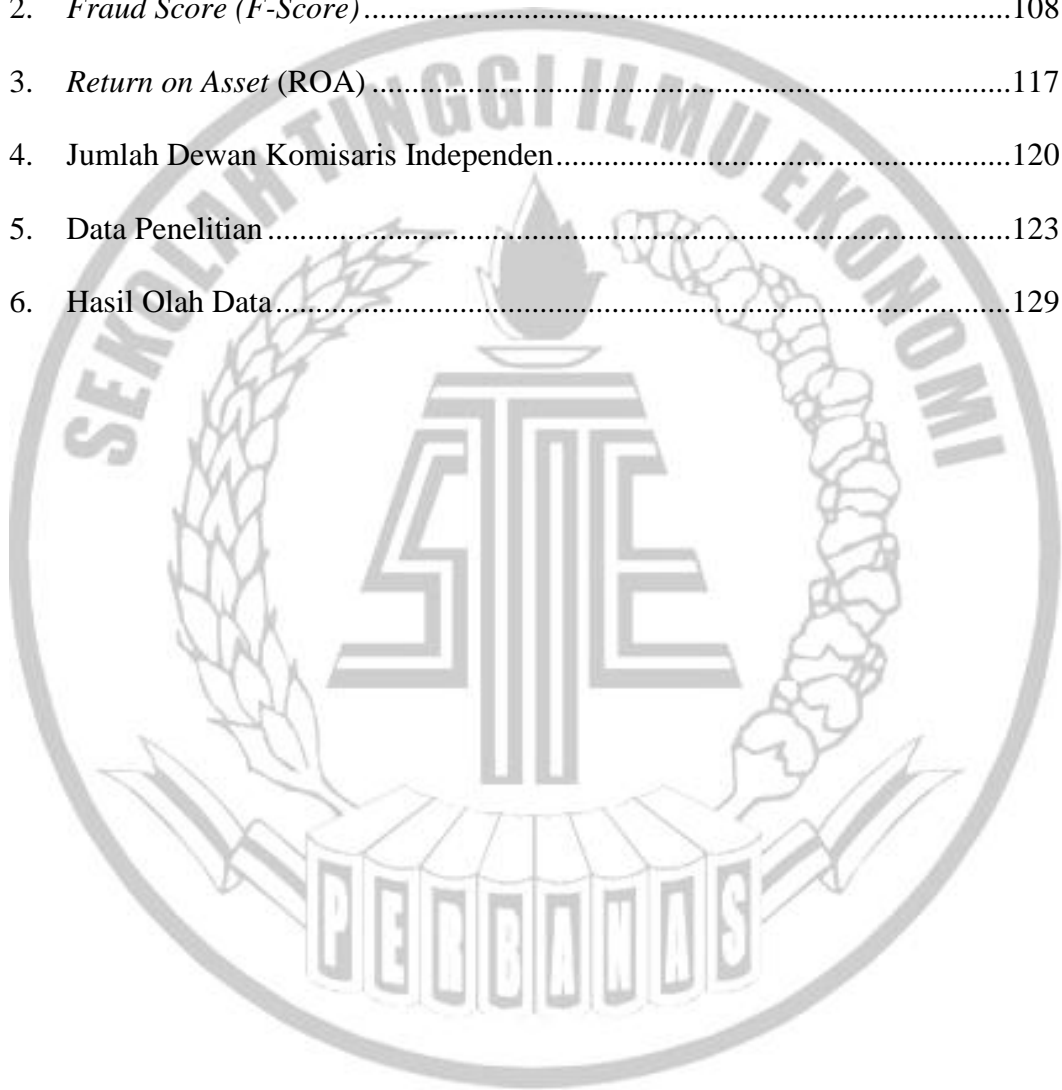 2. Fraud Score (F-Score)........................................................................108
3. Return on Asset (ROA)......................................................................117
4. Jumlah Dewan Komisaris Independen..................................................120
5. Data Penelitian..................................................................................123
6. Hasil Olah Data.................................................................................129
SEKOLAH TINGGI ILMU EKONOMI
STIE
PERBANAS